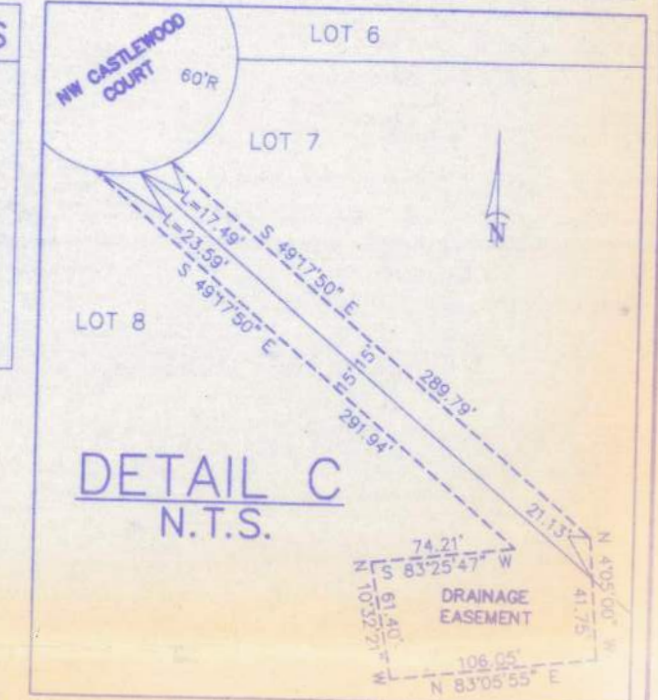 S
LOT 6
NW CASTLEWOOD
COURT
60'R
LOT 7
N
L=17.49'
L=23.59'
S 49°17'50" E
S 49°17'50" E
LOT 8
15'
289.79'
291.94'
DETAIL C
N.T.S.
21.13'
74.21'
S 83°25'47" W
N 10°32'21" W
61.40'
DRAINAGE
EASEMENT
N 4°05'00" W
41.75'
106.05'
N 83°05'55" E